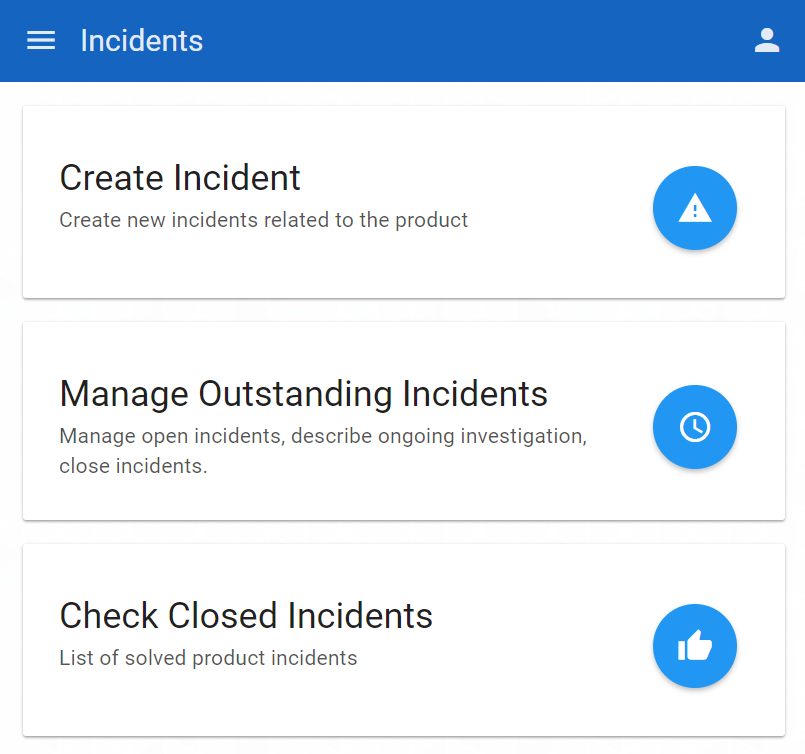 Incidents
Create Incident
Create new incidents related to the product
Manage Outstanding Incidents
Manage open incidents, describe ongoing investigation,
close incidents.
Check Closed Incidents
List of solved product incidents